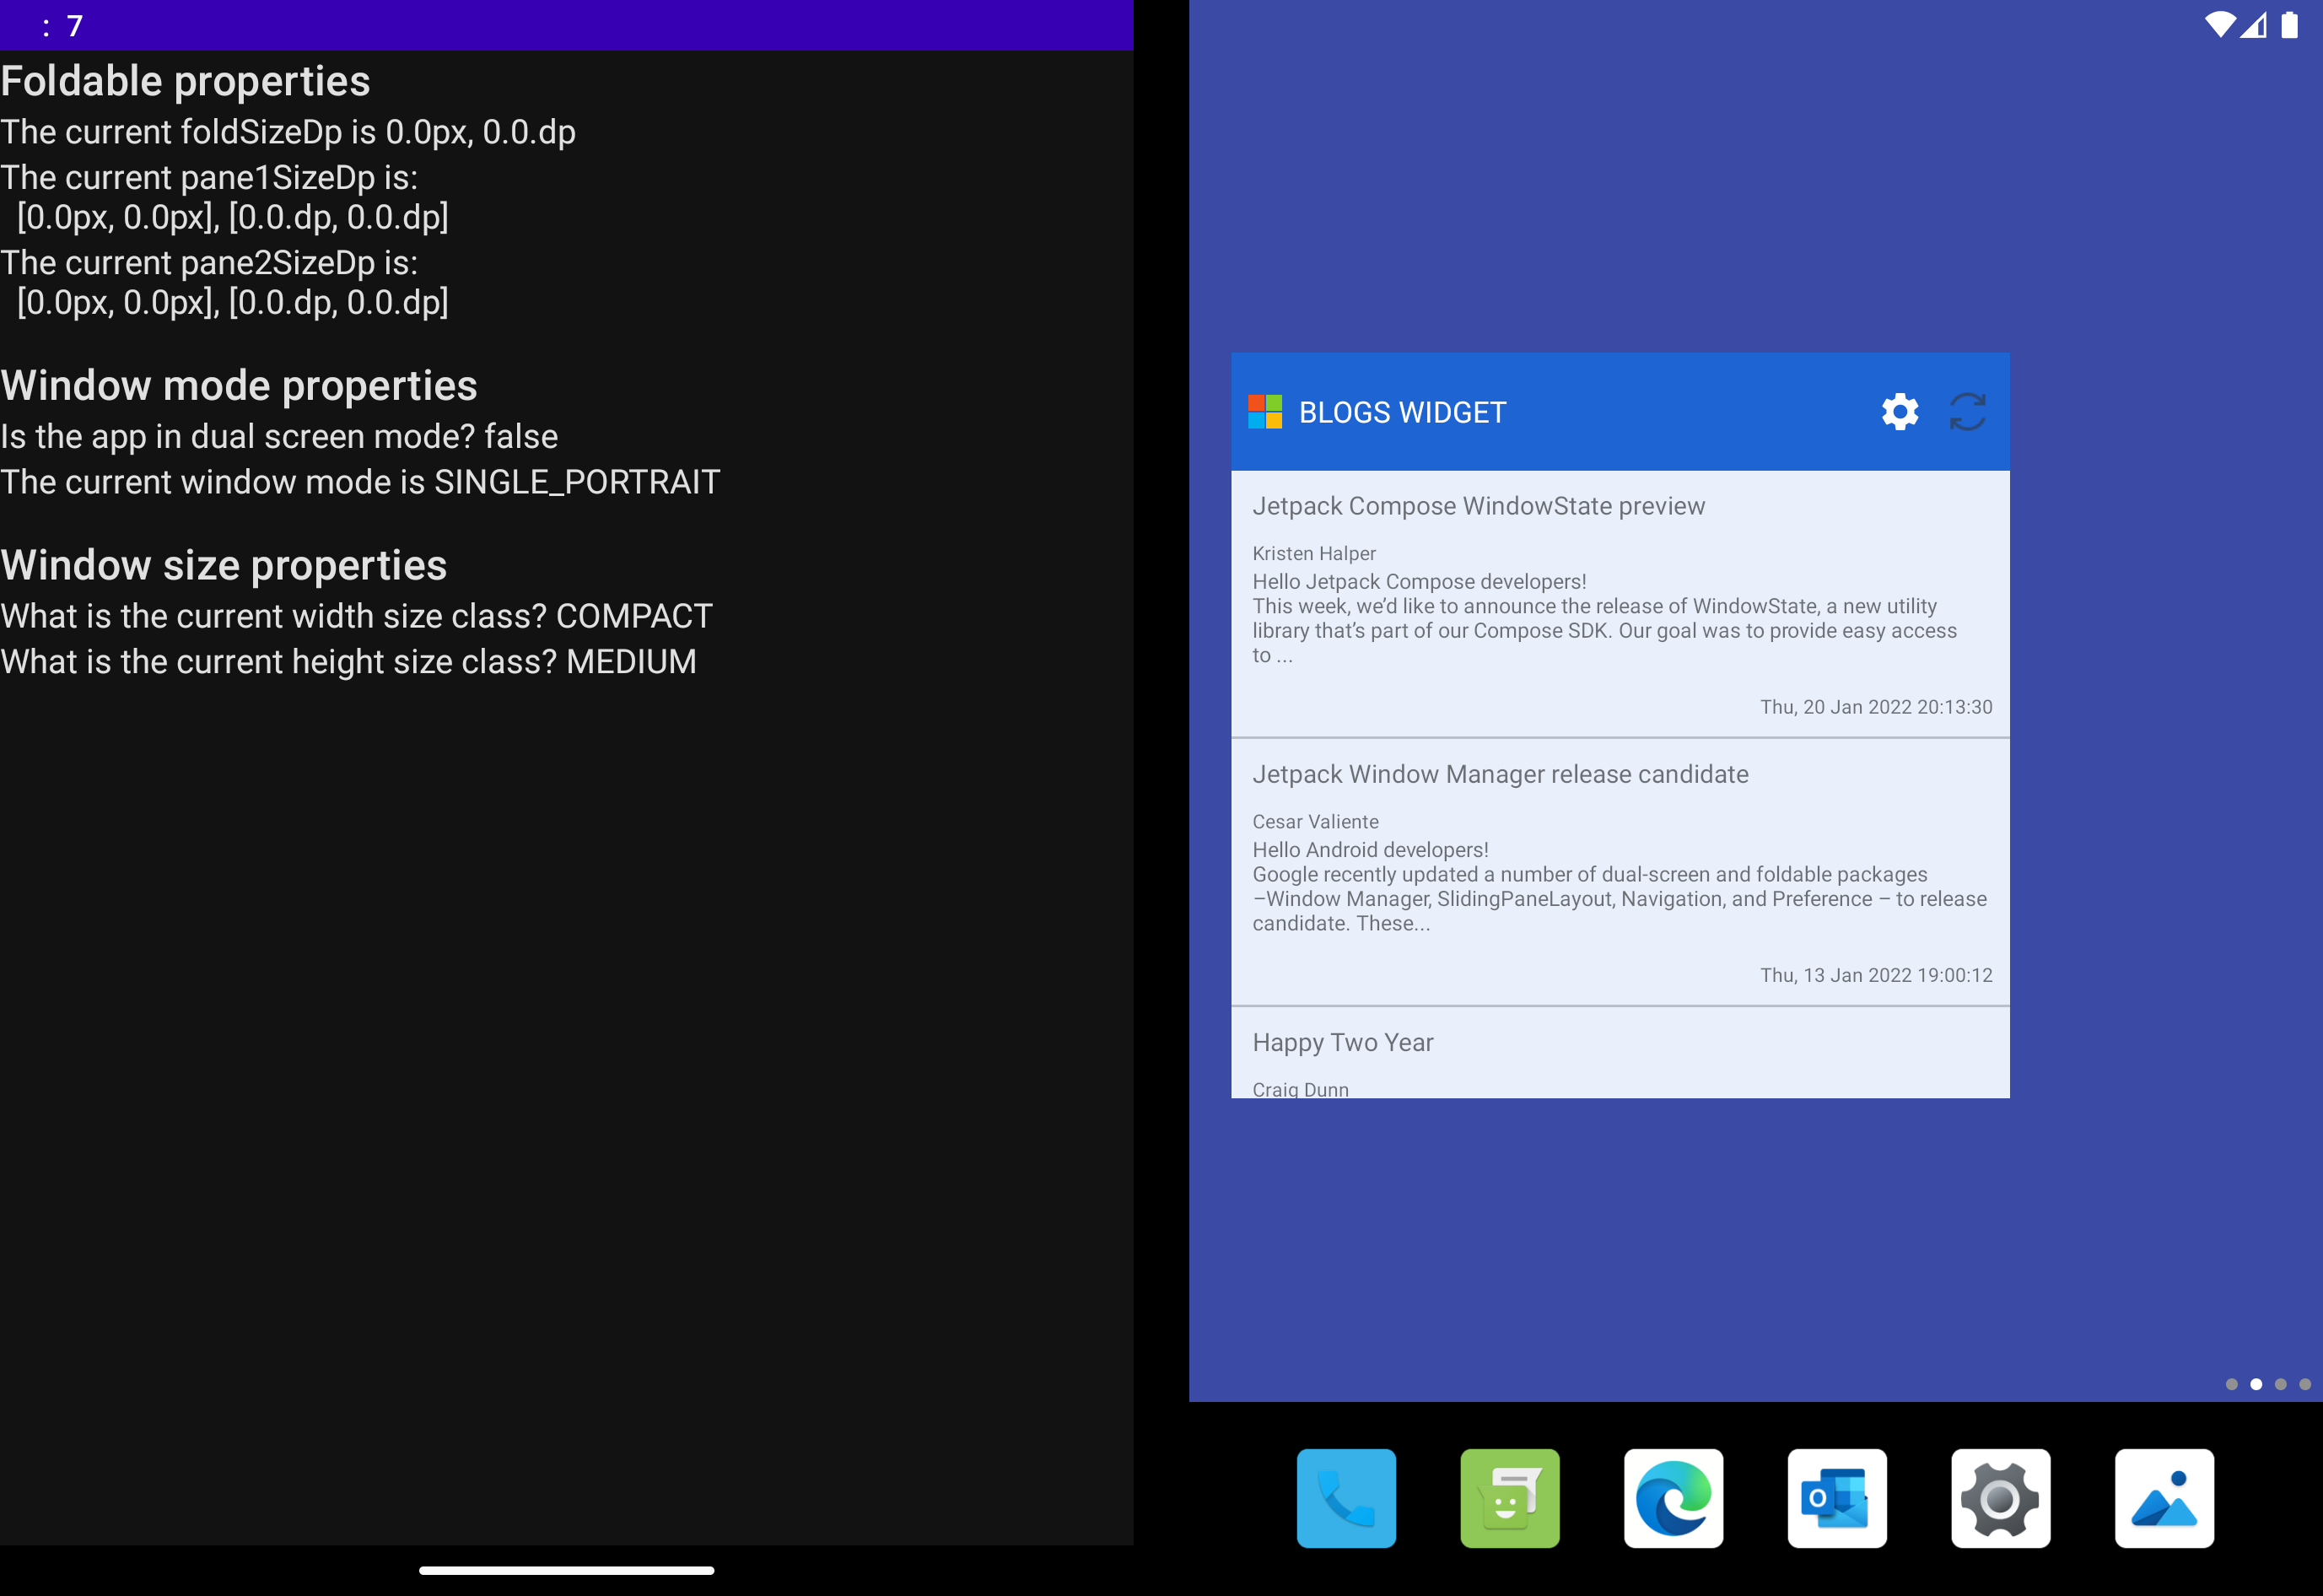 : 7
Foldable properties
The current foldSizeDp is 0.0px, 0.0.dp
The current pane1SizeDp is:
[0.0px, 0.0px], [0.0.dp, 0.0.dp]
The current pane2SizeDp is:
[0.0px, 0.0px], [0.0.dp, 0.0.dp]
Window mode properties
Is the app in dual screen mode? false
The current window mode is SINGLE_PORTRAIT
Window size properties
What is the current width size class? COMPACT
What is the current height size class? MEDIUM
BLOGS WIDGET
Jetpack Compose WindowState preview
Kristen Halper
Hello Jetpack Compose developers!
This week, we’d like to announce the release of WindowState, a new utility
library that’s part of our Compose SDK. Our goal was to provide easy access
to ...
Thu, 20 Jan 2022 20:13:30
Jetpack Window Manager release candidate
Cesar Valiente
Hello Android developers!
Google recently updated a number of dual-screen and foldable packages
–Window Manager, SlidingPaneLayout, Navigation, and Preference – to release
candidate. These...
Thu, 13 Jan 2022 19:00:12
Happy Two Year
Craig Dunn
O